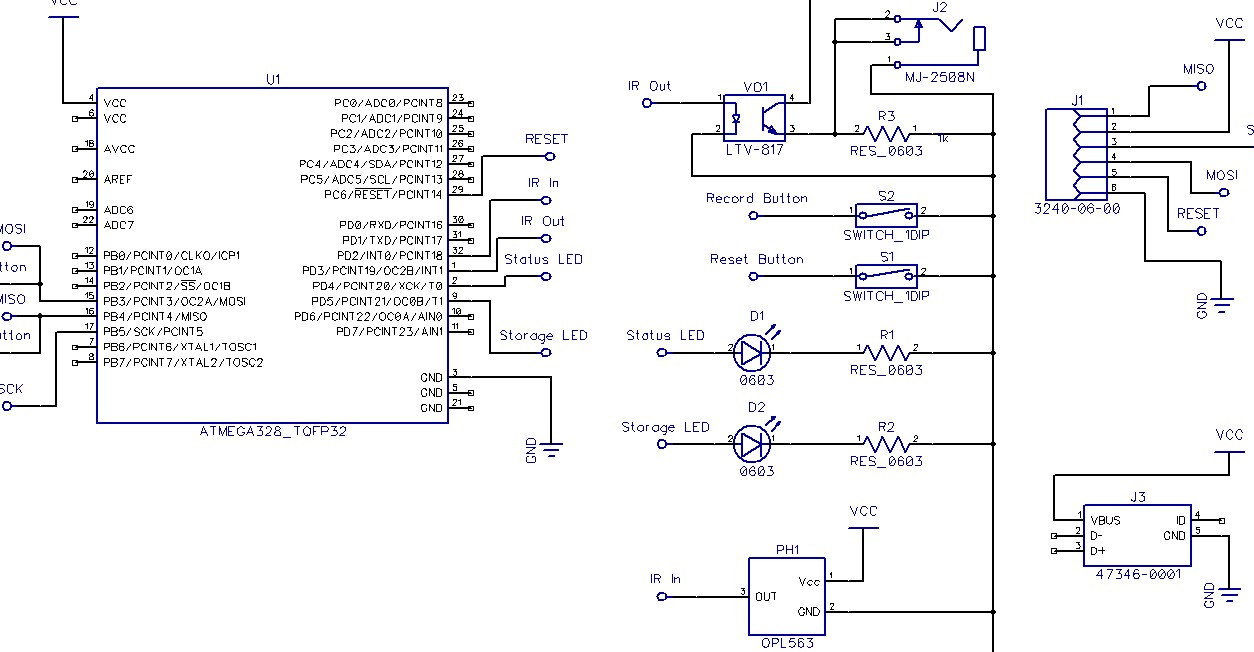 VCC
U1
4 VCC
6 VCC
18 AVCC
20 AREF
19 ADC6
22 ADC7
12 PB0/PCINT0/CLKO/ICP1
13 PB1/PCINT1/OC1A
14 PB2/PCINT2/SS/OC1B
15 PB3/PCINT3/OC2A/MOSI
16 PB4/PCINT4/MISO
17 PB5/SCK/PCINT5
7 PB6/PCINT6/XTAL1/TOSC1
8 PB7/PCINT7/XTAL2/TOSC2
PC0/ADC0/PCINT8 23
PC1/ADC1/PCINT9 24
PC2/ADC2/PCINT10 25
PC3/ADC3/PCINT11 26
PC4/ADC4/SDA/PCINT12 27
PC5/ADC5/SCL/PCINT13 28
PC6/RESET/PCINT14 29
PD0/RXD/PCINT16 30
PD1/TXD/PCINT17 31
PD2/INT0/PCINT18 32
PD3/PCINT19/OC2B/INT1 1
PD4/PCINT20/XCK/T0 2
PD5/PCINT21/OC0B/T1 9
PD6/PCINT22/OC0A/AIN0 10
PD7/PCINT23/AIN1 11
GND 3
GND 5
GND 21
ATMEGA328_TQFP32
MOSI
tton
MISO
utton
SCK
RESET
IR In
IR Out
Status LED
Storage LED
GND
IR Out
VO1
1
2
4
3
LTV-817
J2
2
3
1
MJ-2508N
R3
2 1 1k
RES_0603
Record Button
S2
1 2
SWITCH_1DIP
Reset Button
S1
1 2
SWITCH_1DIP
Status LED
D1
2 1
0603
R1
1 2
RES_0603
Storage LED
D2
2 1
0603
R2
1 2
RES_0603
VCC
PH1
IR In
3 OUT
Vcc 1
GND 2
OPL563
VCC
MISO
J1
1
2
3
4
5
6
3240-06-00
S
MOSI
RESET
GND
VCC
J3
1 VBUS
2 D-
3 D+
ID 4
GND 5
47346-0001
GND